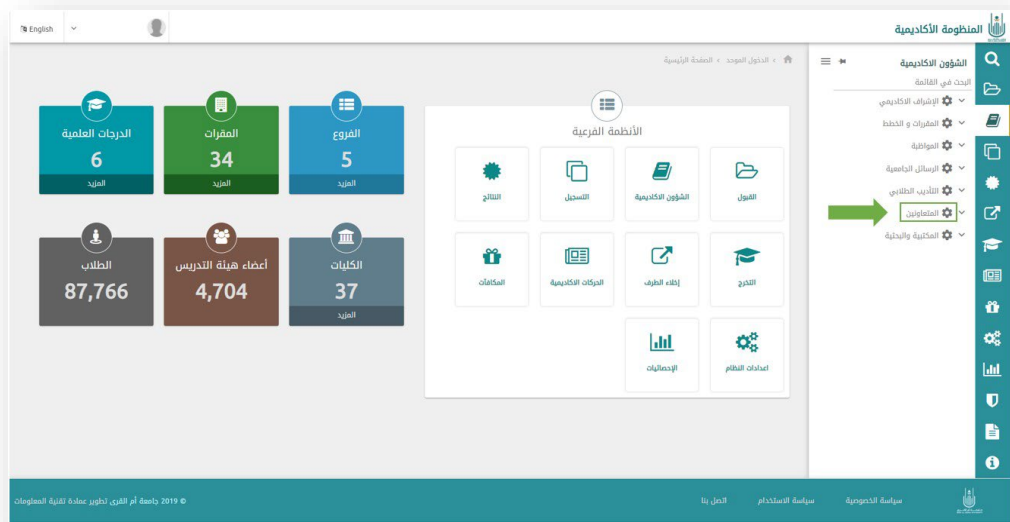 المنظومة الأكاديمية
English
الشؤون الاكاديمية
البحث في القائمة
الإشراف الاكاديمي
المقررات و الخطط
المواظبة
الرسائل الجامعية
التأديب الطلابي
المتعاونين
المكتبية والبحثية
الدخول الموحد › الصفحة الرئيسية
الأنظمة الفرعية
القبول
الشؤون الاكاديمية
التسجيل
النتائج
التخرج
إخلاء الطرف
الحركات الاكاديمية
المكافآت
اعدادات النظام
الإحصائيات
الفروع
5
المزيد
المقرات
34
المزيد
الدرجات العلمية
6
المزيد
الكليات
37
المزيد
أعضاء هيئة التدريس
4,704
الطلاب
87,766
سياسة الخصوصية
سياسة الاستخدام
اتصل بنا
© 2019 جامعة أم القرى تطوير عمادة تقنية المعلومات